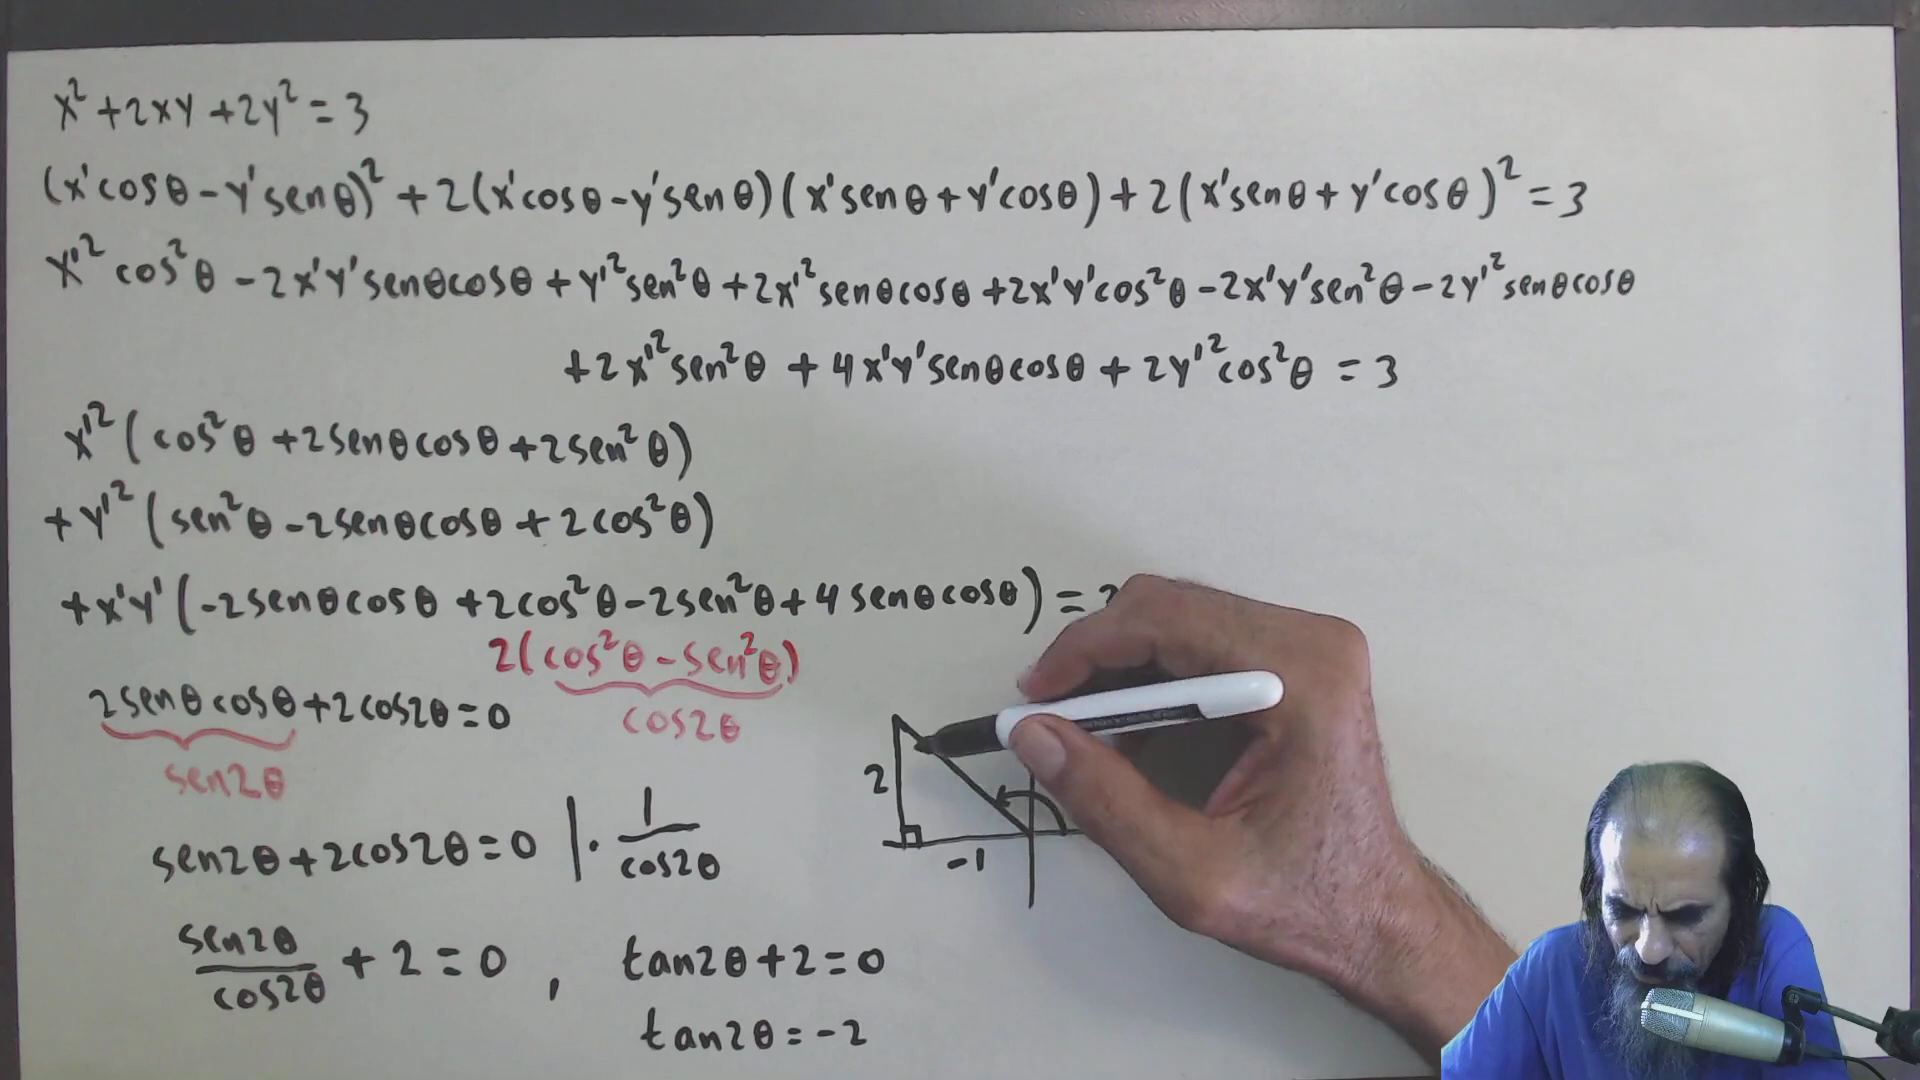 x² + 2xy + 2y² = 3
(x'cosθ - y'senθ)² + 2(x'cosθ - y'senθ)(x'senθ + y'cosθ) + 2(x'senθ + y'cosθ)² = 3
x'² cos²θ - 2x'y'senθcosθ + y'²sen²θ + 2x'²senθcosθ + 2x'y'cos²θ - 2x'y'sen²θ - 2y'²senθcosθ
+ 2x'²sen²θ + 4x'y'senθcosθ + 2y'²cos²θ = 3
x'²(cos²θ + 2senθcosθ + 2sen²θ)
+ y'²(sen²θ - 2senθcosθ + 2cos²θ)
+ x'y'(-2senθcosθ + 2cos²θ - 2sen²θ + 4senθcosθ) =
2(cos²θ - sen²θ)
cos2θ
2senθcosθ + 2cos2θ = 0
sen2θ
sen2θ + 2cos2θ = 0 | · 1/cos2θ
sen2θ/cos2θ + 2 = 0 , tan2θ + 2 = 0
tan2θ = -2
2
-1